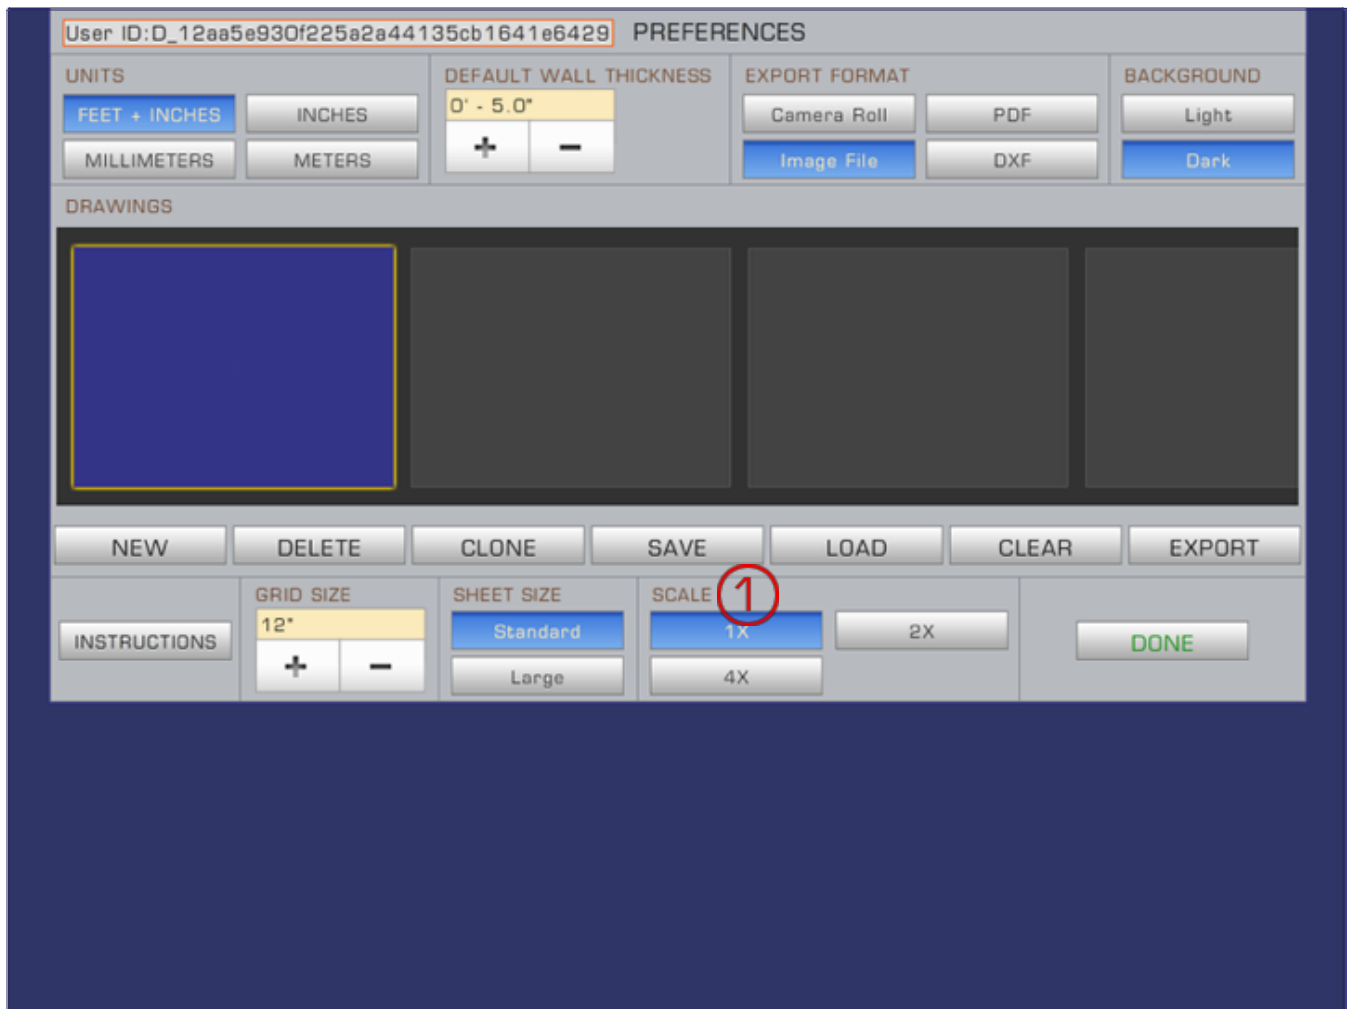 User ID:D_12aa5e930f225a2a44135cb1641e6429 PREFERENCES
UNITS DEFAULT WALL THICKNESS EXPORT FORMAT BACKGROUND
FEET + INCHES INCHES 0' - 5.0" Camera Roll PDF Light
MILLIMETERS METERS + - Image File DXF Dark
DRAWINGS
NEW DELETE CLONE SAVE LOAD CLEAR EXPORT
GRID SIZE SHEET SIZE SCALE 1
INSTRUCTIONS 12" Standard 1X 2X DONE
+ - Large 4X